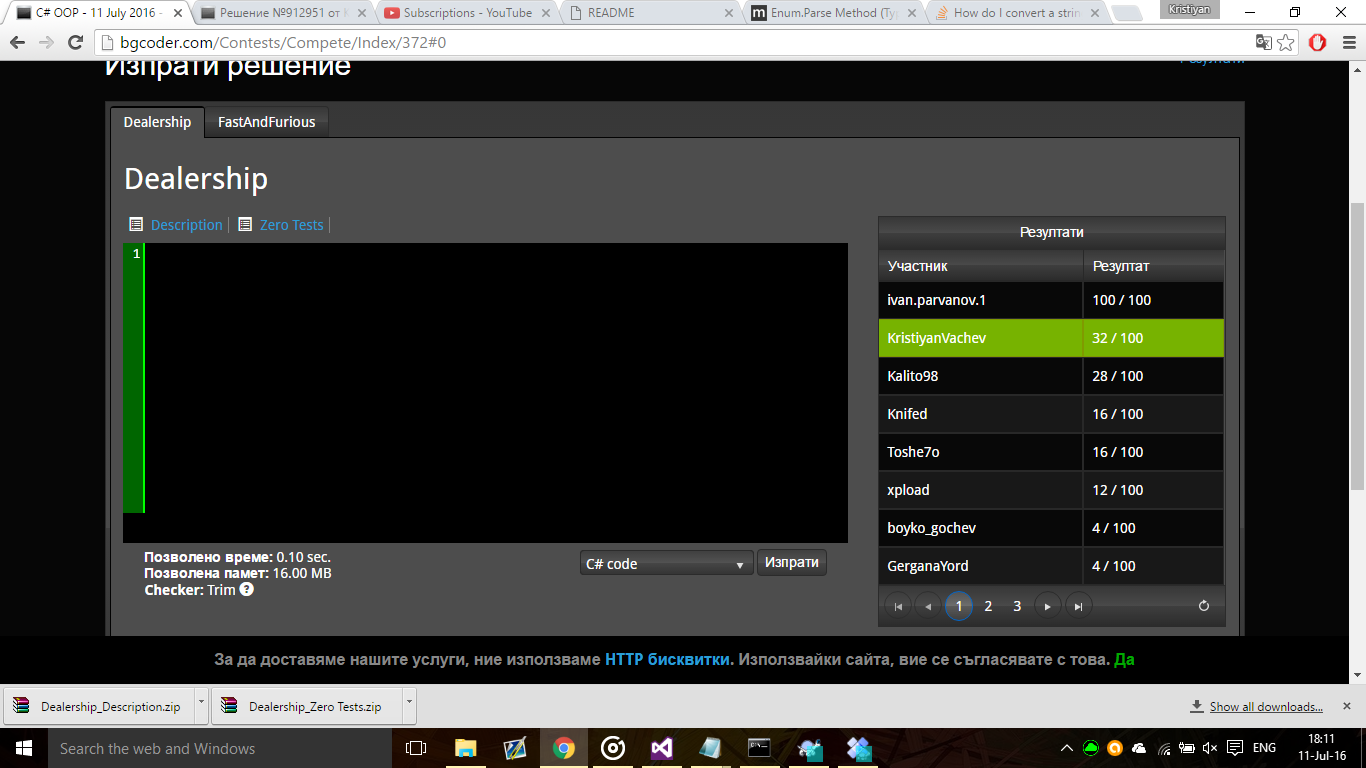 C# OOP - 11 July 2016 -
Решение №912951 от
Subscriptions - YouTube
README
Enum.Parse Method (Ty
How do I convert a strin
Kristiyan
bgcoder.com/Contests/Compete/Index/372#0
Изпрати решение
Резултати
Dealership
FastAndFurious
Dealership
Description
Zero Tests
1
Резултати
Участник Резултат
ivan.parvanov.1 100 / 100
KristiyanVachev 32 / 100
Kalito98 28 / 100
Knifed 16 / 100
Toshe7o 16 / 100
xpload 12 / 100
boyko_gochev 4 / 100
GerganaYord 4 / 100
1 2 3
Позволено време: 0.10 sec.
Позволена памет: 16.00 MB
Checker: Trim ?
C# code
Изпрати
За да доставяме нашите услуги, ние използваме HTTP бисквитки. Използвайки сайта, вие се съгласявате с това. Да
Dealership_Description.zip
Dealership_Zero Tests.zip
Show all downloads...
Search the web and Windows
ENG
18:11
11-Jul-16